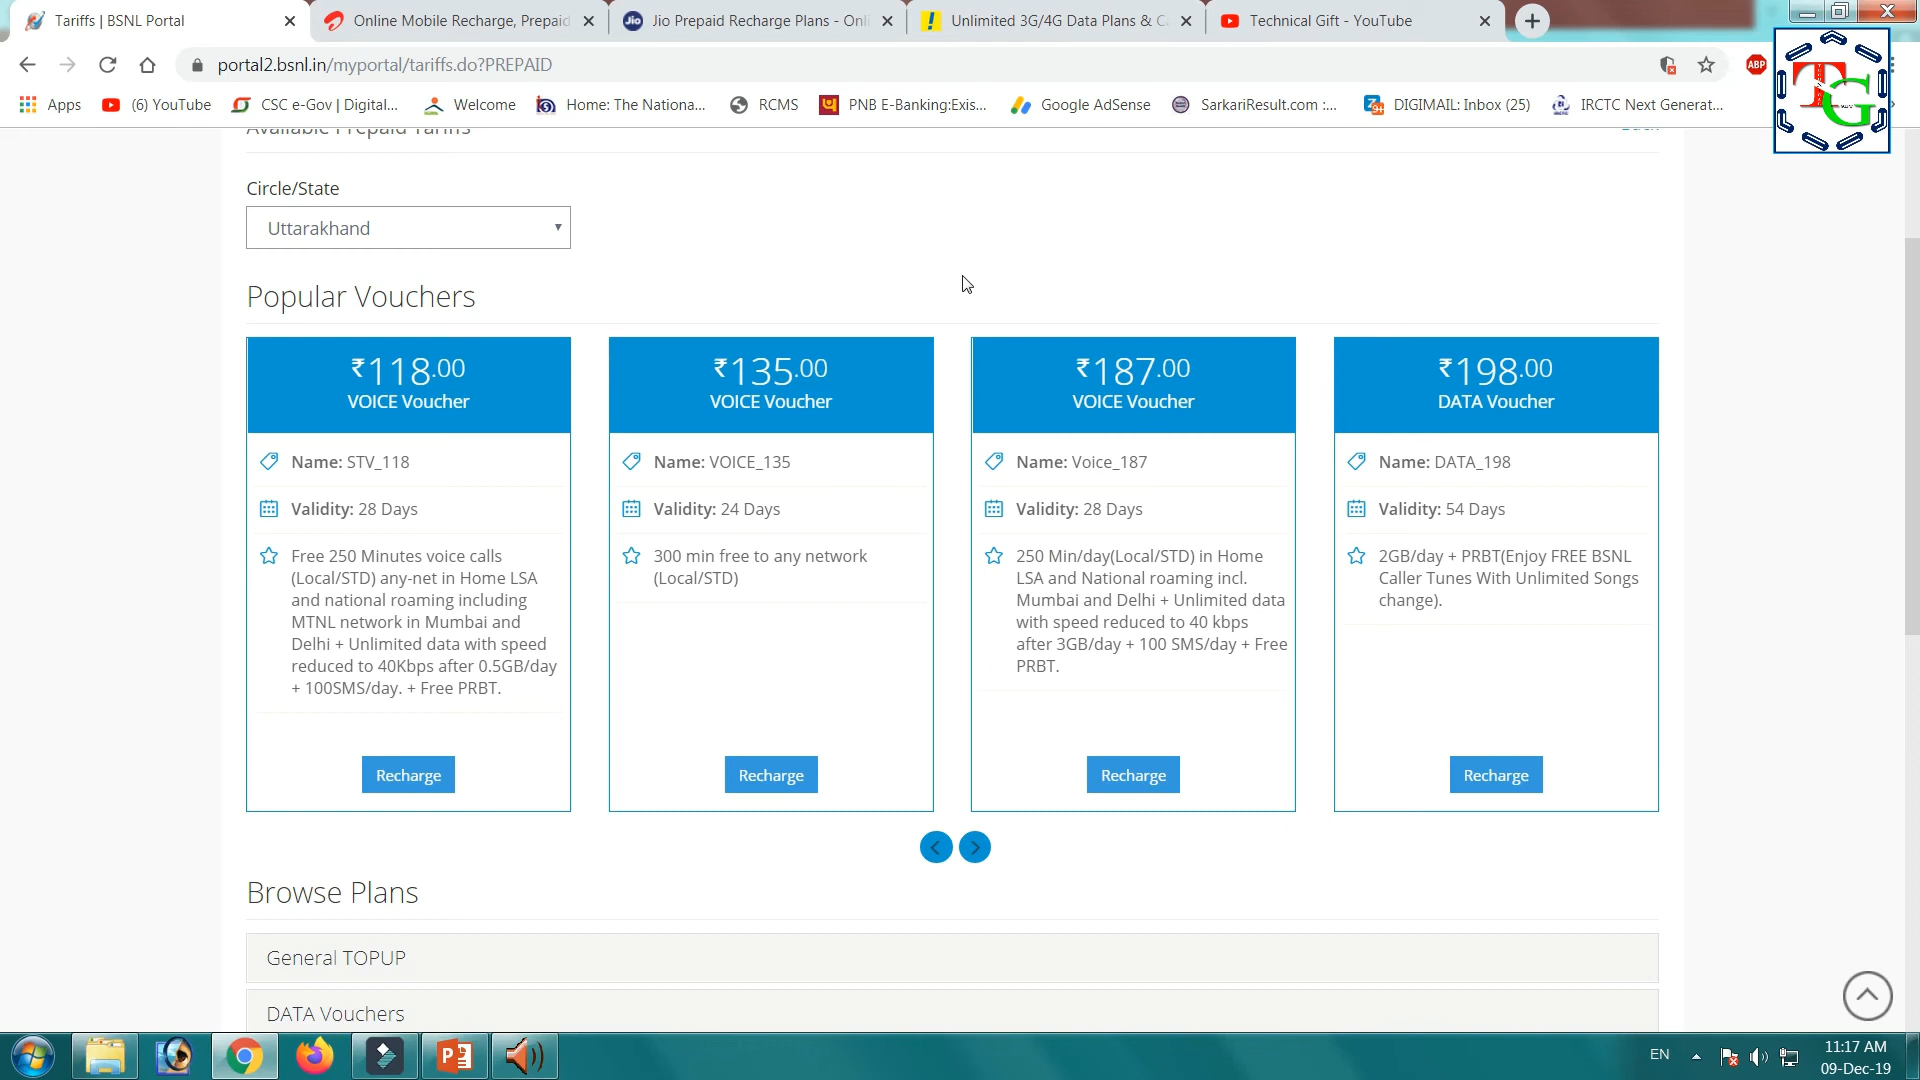 Tariffs | BSNL Portal
Online Mobile Recharge, Prepaid
Jio Prepaid Recharge Plans - Onli
Unlimited 3G/4G Data Plans & C
Technical Gift - YouTube
portal2.bsnl.in/myportal/tariffs.do?PREPAID
ABP
TG
Apps
(6) YouTube
CSC e-Gov | Digital...
Welcome
Home: The Nationa...
RCMS
PNB E-Banking:Exis...
Google AdSense
SarkariResult.com :...
DIGIMAIL: Inbox (25)
IRCTC Next Generat...
Available Prepaid Tariffs
Back
Circle/State
Uttarakhand
Popular Vouchers
₹118.00
VOICE Voucher
Name: STV_118
Validity: 28 Days
Free 250 Minutes voice calls
(Local/STD) any-net in Home LSA
and national roaming including
MTNL network in Mumbai and
Delhi + Unlimited data with speed
reduced to 40Kbps after 0.5GB/day
+ 100SMS/day. + Free PRBT.
Recharge
₹135.00
VOICE Voucher
Name: VOICE_135
Validity: 24 Days
300 min free to any network
(Local/STD)
Recharge
₹187.00
VOICE Voucher
Name: Voice_187
Validity: 28 Days
250 Min/day(Local/STD) in Home
LSA and National roaming incl.
Mumbai and Delhi + Unlimited data
with speed reduced to 40 kbps
after 3GB/day + 100 SMS/day + Free
PRBT.
Recharge
₹198.00
DATA Voucher
Name: DATA_198
Validity: 54 Days
2GB/day + PRBT(Enjoy FREE BSNL
Caller Tunes With Unlimited Songs
change).
Recharge
Browse Plans
General TOPUP
DATA Vouchers
EN
11:17 AM
09-Dec-19